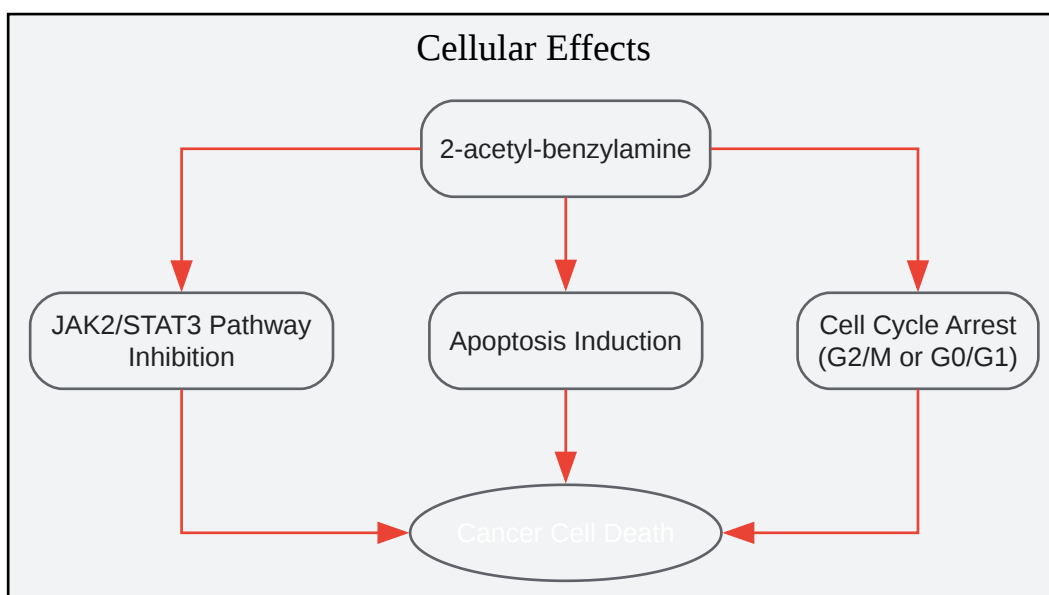 Cellular Effects
2-acetyl-benzylamine
JAK2/STAT3 Pathway
Inhibition
Apoptosis Induction
Cell Cycle Arrest
(G2/M or G0/G1)
Cancer Cell Death